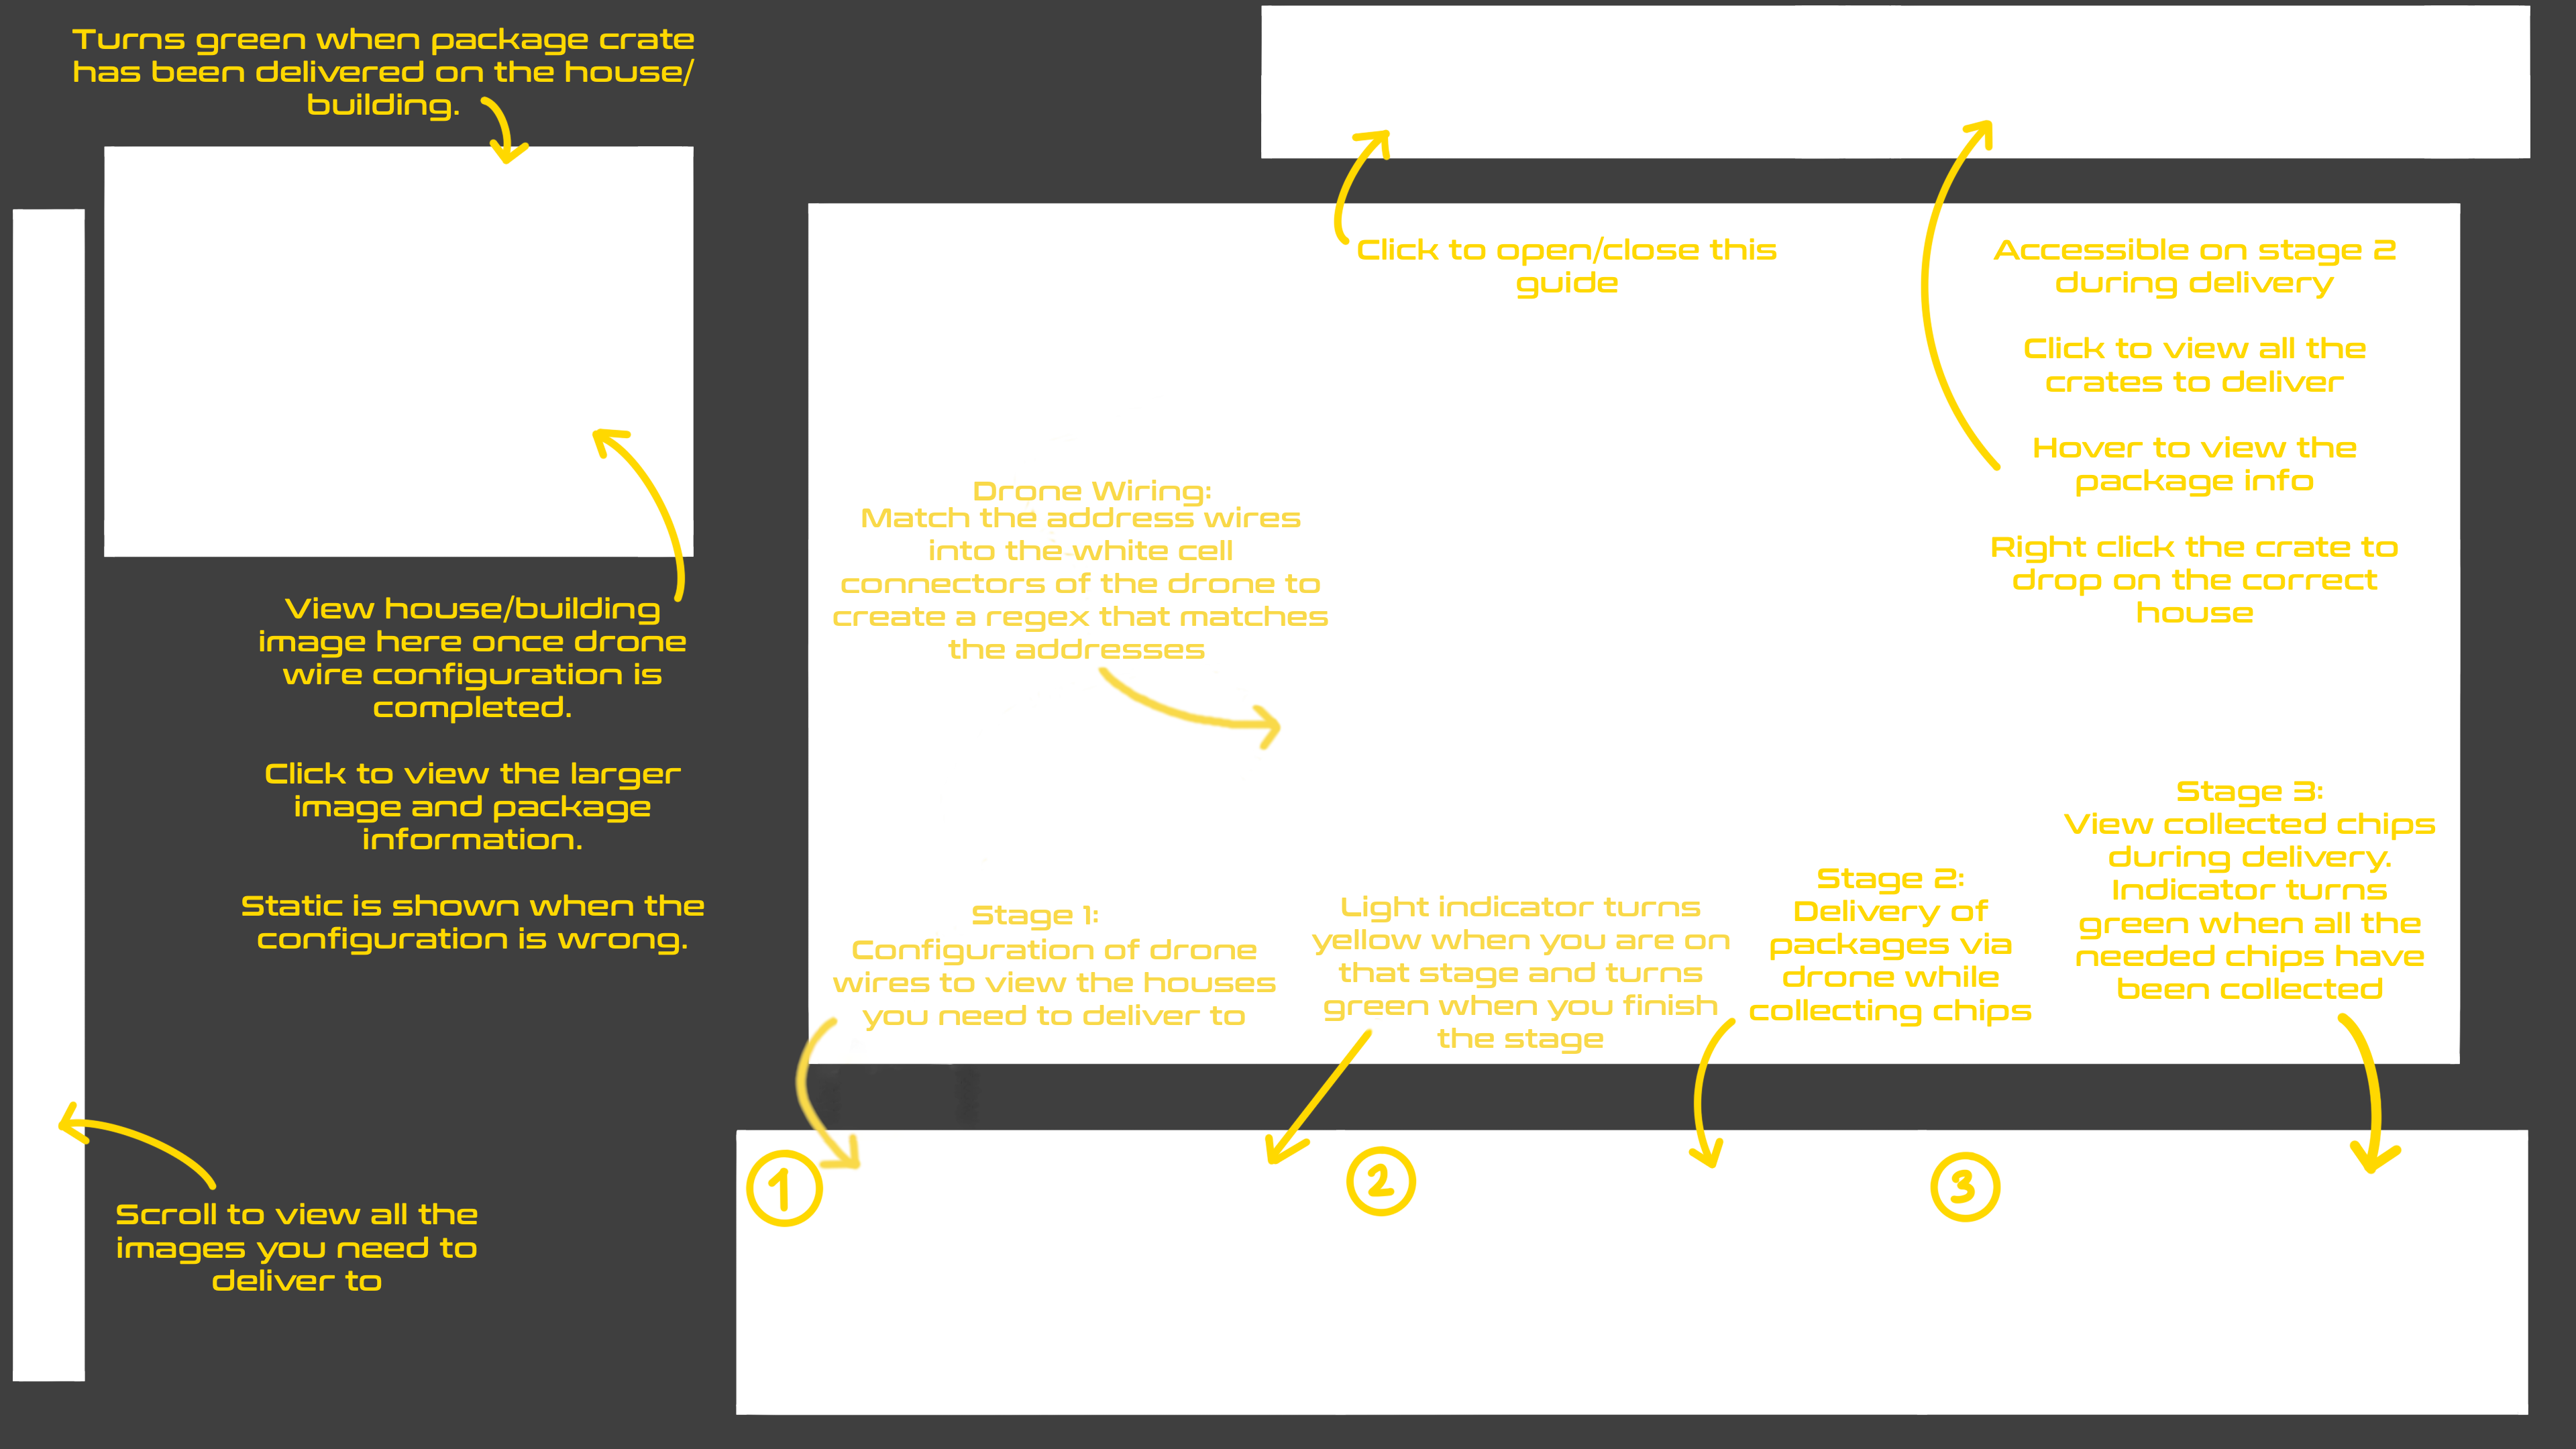 Turns green when package crate
has been delivered on the house/
building.
Click to open/close this
guide
Accessible on stage 2
during delivery
Click to view all the
crates to deliver
Hover to view the
package info
Right click the crate to
drop on the correct
house
Drone Wiring:
Match the address wires
into the white cell
connectors of the drone to
create a regex that matches
the addresses
View house/building
image here once drone
wire configuration is
completed.
Click to view the larger
image and package
information.
Static is shown when the
configuration is wrong.
Stage 1:
Configuration of drone
wires to view the houses
you need to deliver to
Light indicator turns
yellow when you are on
that stage and turns
green when you finish
the stage
Stage 2:
Delivery of
packages via
drone while
collecting chips
Stage 3:
View collected chips
during delivery.
Indicator turns
green when all the
needed chips have
been collected
1
2
3
Scroll to view all the
images you need to
deliver to